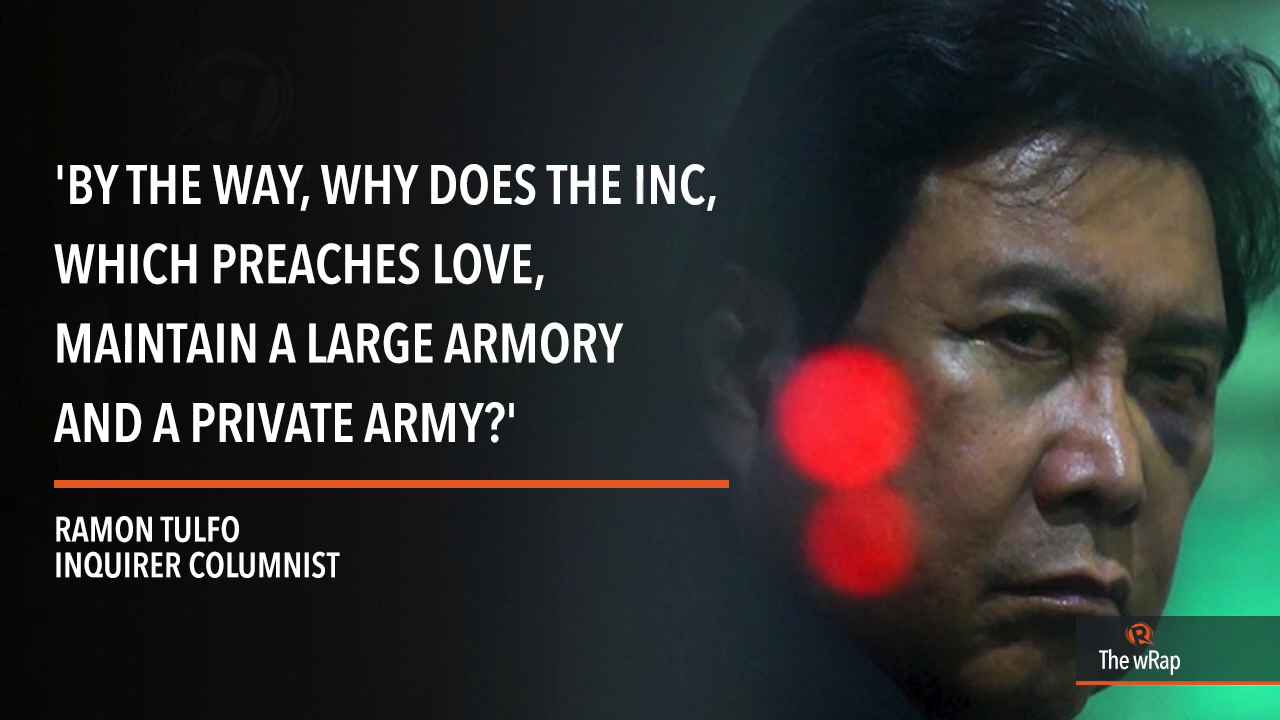 'BY THE WAY, WHY DOES THE INC,
WHICH PREACHES LOVE,
MAINTAIN A LARGE ARMORY
AND A PRIVATE ARMY?'
RAMON TULFO
INQUIRER COLUMNIST
R
The wRap